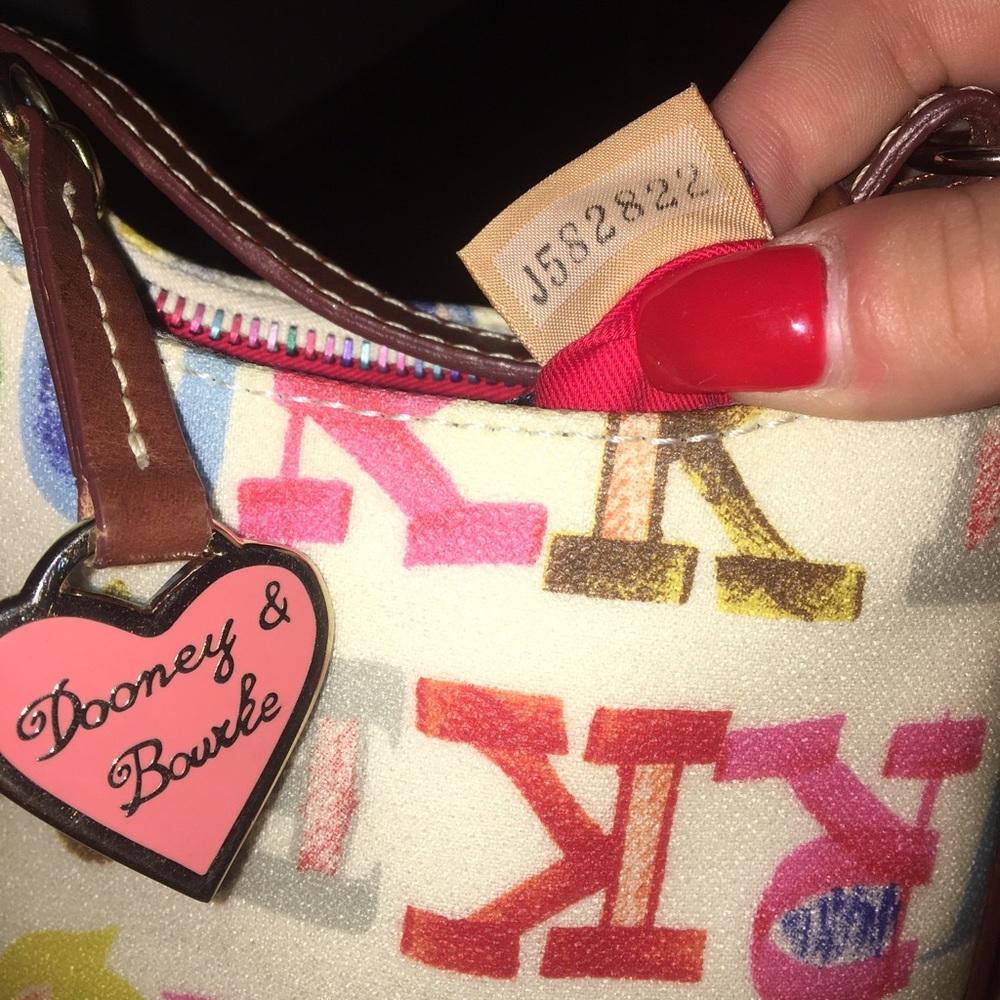 J582822
K K
Dooney &
Bourke
K R